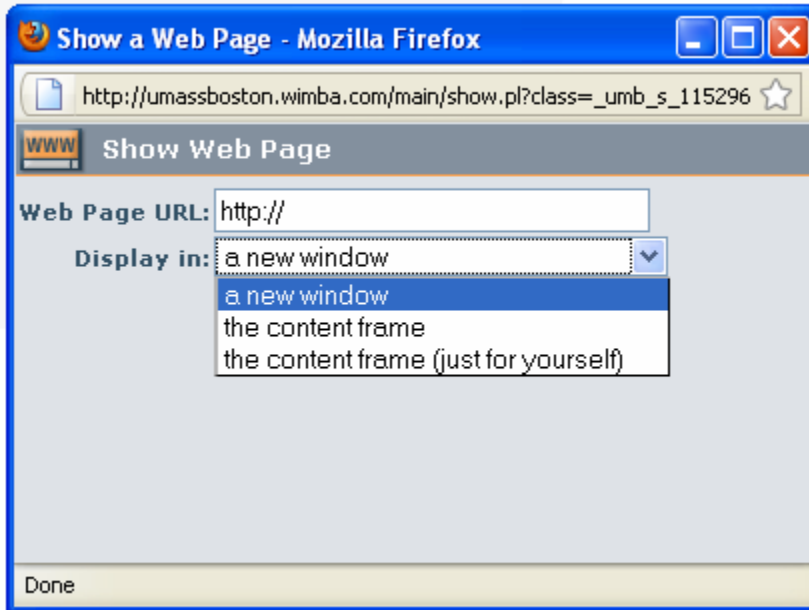 Show a Web Page - Mozilla Firefox
http://umassboston.wimba.com/main/show.pl?class=_umb_s_115296
WWW Show Web Page
Web Page URL: http://
Display in: a new window
a new window
the content frame
the content frame (just for yourself)
Done